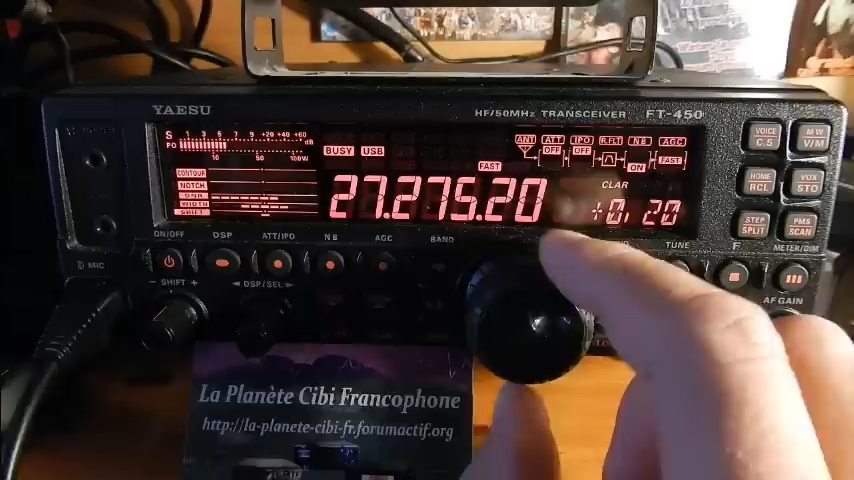 YAESU
HF/50MHz TRANSCEIVER FT-450
S 1 3 5 7 9 +20 +40 +60 dB
PO 10 50 100W
BUSY USB
ANT ATT IPO R.FLT NB AGC
OFF OFF ON FAST
FAST
CONTOUR
NOTCH
DNR
WIDTH
SHIFT
27.275.20
CLAR
+0. 20
VOICE C.S
M/W V/M
HOME RCL
VOX STO
STEP SPLIT
PMS SCAN
ON/OFF DSP ATT/IPO NB AGC BAND TUNE F METER/DIM
MIC
- SHIFT + ◄ DSP/SEL ► AF GAIN
La Planète Cibi Francophone
http://la-planete-cibi-fr.forumactif.org/